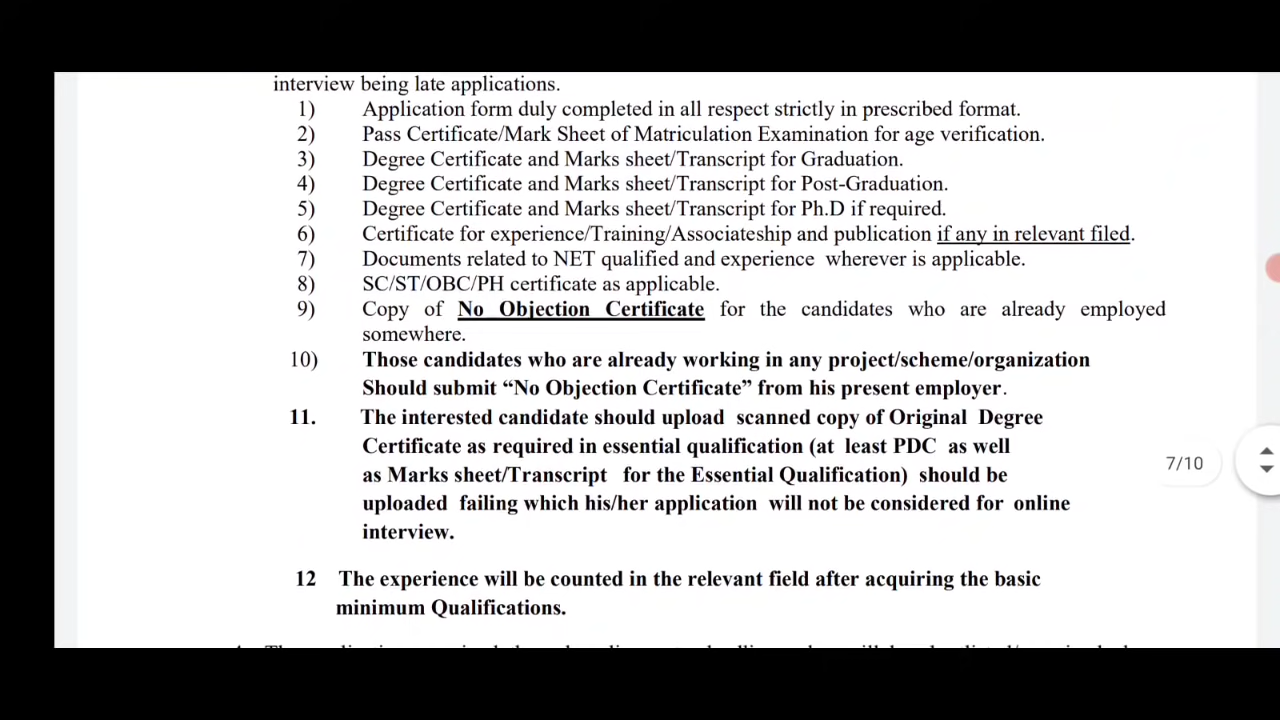 interview being late applications.
1) Application form duly completed in all respect strictly in prescribed format.
2) Pass Certificate/Mark Sheet of Matriculation Examination for age verification.
3) Degree Certificate and Marks sheet/Transcript for Graduation.
4) Degree Certificate and Marks sheet/Transcript for Post-Graduation.
5) Degree Certificate and Marks sheet/Transcript for Ph.D if required.
6) Certificate for experience/Training/Associateship and publication if any in relevant filed.
7) Documents related to NET qualified and experience wherever is applicable.
8) SC/ST/OBC/PH certificate as applicable.
9) Copy of No Objection Certificate for the candidates who are already employed
somewhere.
10) Those candidates who are already working in any project/scheme/organization
Should submit “No Objection Certificate” from his present employer.
11. The interested candidate should upload scanned copy of Original Degree
Certificate as required in essential qualification (at least PDC as well
as Marks sheet/Transcript for the Essential Qualification) should be
uploaded failing which his/her application will not be considered for online
interview.
7/10
12 The experience will be counted in the relevant field after acquiring the basic
minimum Qualifications.